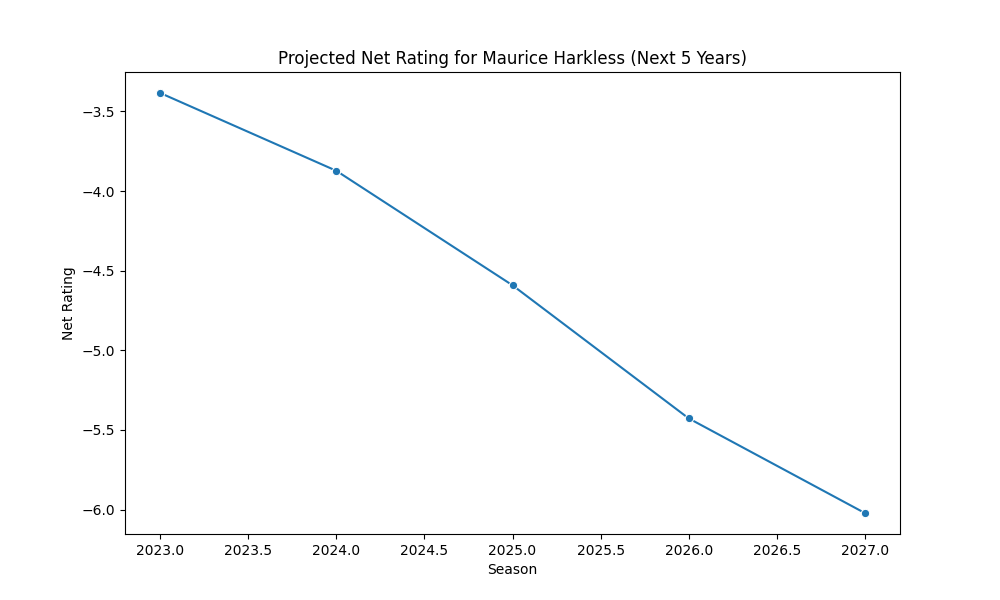 Projected Net Rating for Maurice Harkless (Next 5 Years)
−3.5
−4.0
−4.5
−5.0
−5.5
−6.0
Net Rating
2023.0 2023.5 2024.0 2024.5 2025.0 2025.5 2026.0 2026.5 2027.0
Season